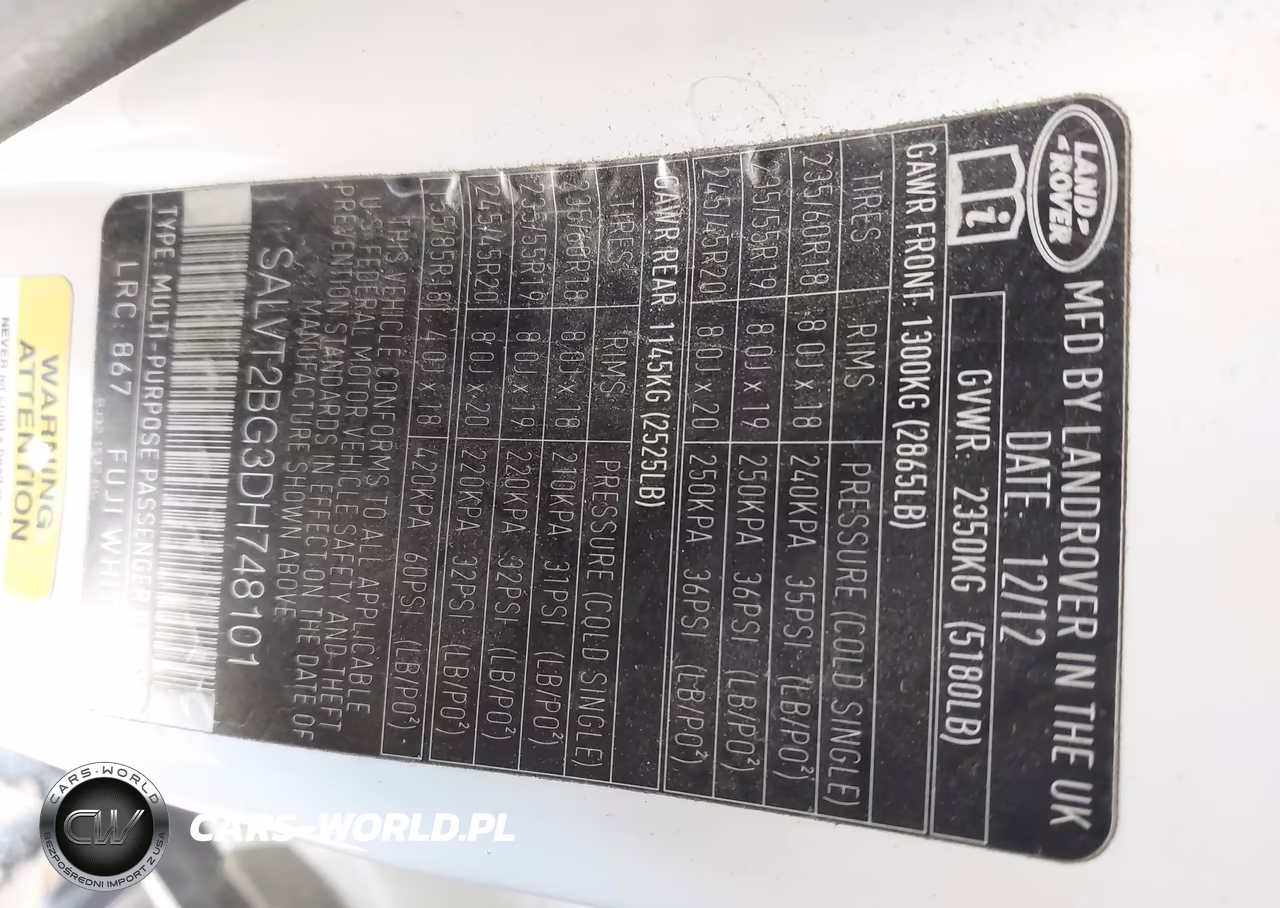 LAND-
-ROVER
MFD BY LANDROVER IN THE UK
DATE: 12/12
i
GVWR: 2350KG (5180LB)
GAWR FRONT: 1300KG (2865LB)
TIRES RIMS PRESSURE (COLD SINGLE)
235/60R18 8.0J x 18 240KPA 35PSI (LB/PO²)
235/55R19 8.0J x 19 250KPA 36PSI (LB/PO²)
245/45R20 8.0J x 20 250KPA 36PSI (LB/PO²)
GAWR REAR: 1145KG (2525LB)
TIRES RIMS PRESSURE (COLD SINGLE)
235/60R18 8.0J x 18 210KPA 31PSI (LB/PO²)
235/55R19 8.0J x 19 220KPA 32PSI (LB/PO²)
245/45R20 8.0J x 20 220KPA 32PSI (LB/PO²)
/85R18 4.0J x 18 420KPA 60PSI (LB/PO²)
THIS VEHICLE CONFORMS TO ALL APPLICABLE
U.S FEDERAL MOTOR VEHICLE SAFETY AND THEFT
PREVENTION STANDARDS IN EFFECT ON THE DATE OF
MANUFACTURE SHOWN ABOVE
SALVT2BG3DH748101
TYPE MULTI-PURPOSE PASSENGER
LRC: 867 FUJI WHIT
WARNING
ATTENTION
CARS-WORLD
CW
BEZPOŚREDNI IMPORT Z USA
CARS-WORLD.PL